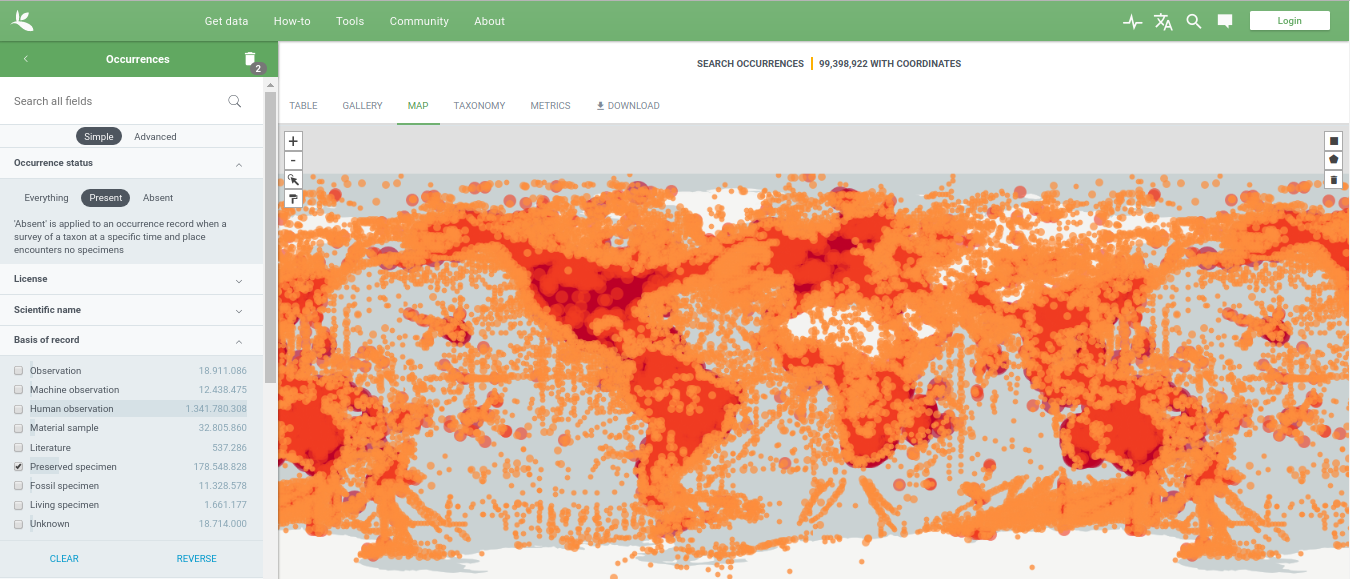 Get data How-to Tools Community About Login
Occurrences 2
SEARCH OCCURRENCES | 99,398,922 WITH COORDINATES
Search all fields
TABLE GALLERY MAP TAXONOMY METRICS DOWNLOAD
Simple Advanced
+
-
Occurrence status
Everything Present Absent
'Absent' is applied to an occurrence record when a
survey of a taxon at a specific time and place
encounters no specimens
License
Scientific name
Basis of record
Observation 18.911.086
Machine observation 12.438.475
Human observation 1.341.780.308
Material sample 32.805.860
Literature 537.286
Preserved specimen 178.548.828
Fossil specimen 11.328.578
Living specimen 1.661.177
Unknown 18.714.000
CLEAR REVERSE